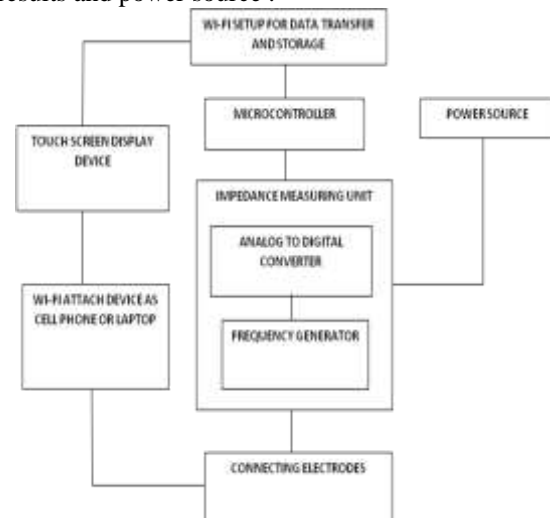 results and power source .
WI-FI SETUP FOR DATA TRANSFER
AND STORAGE
MICROCONTROLLER
POWER SOURCE
TOUCH SCREEN DISPLAY
DEVICE
IMPEDANCE MEASURING UNIT
ANALOG TO DIGITAL
CONVERTER
WI-FI ATTACH DEVICE AS
CELL PHONE OR LAPTOP
FREQUENCY GENERATOR
CONNECTING ELECTRODES